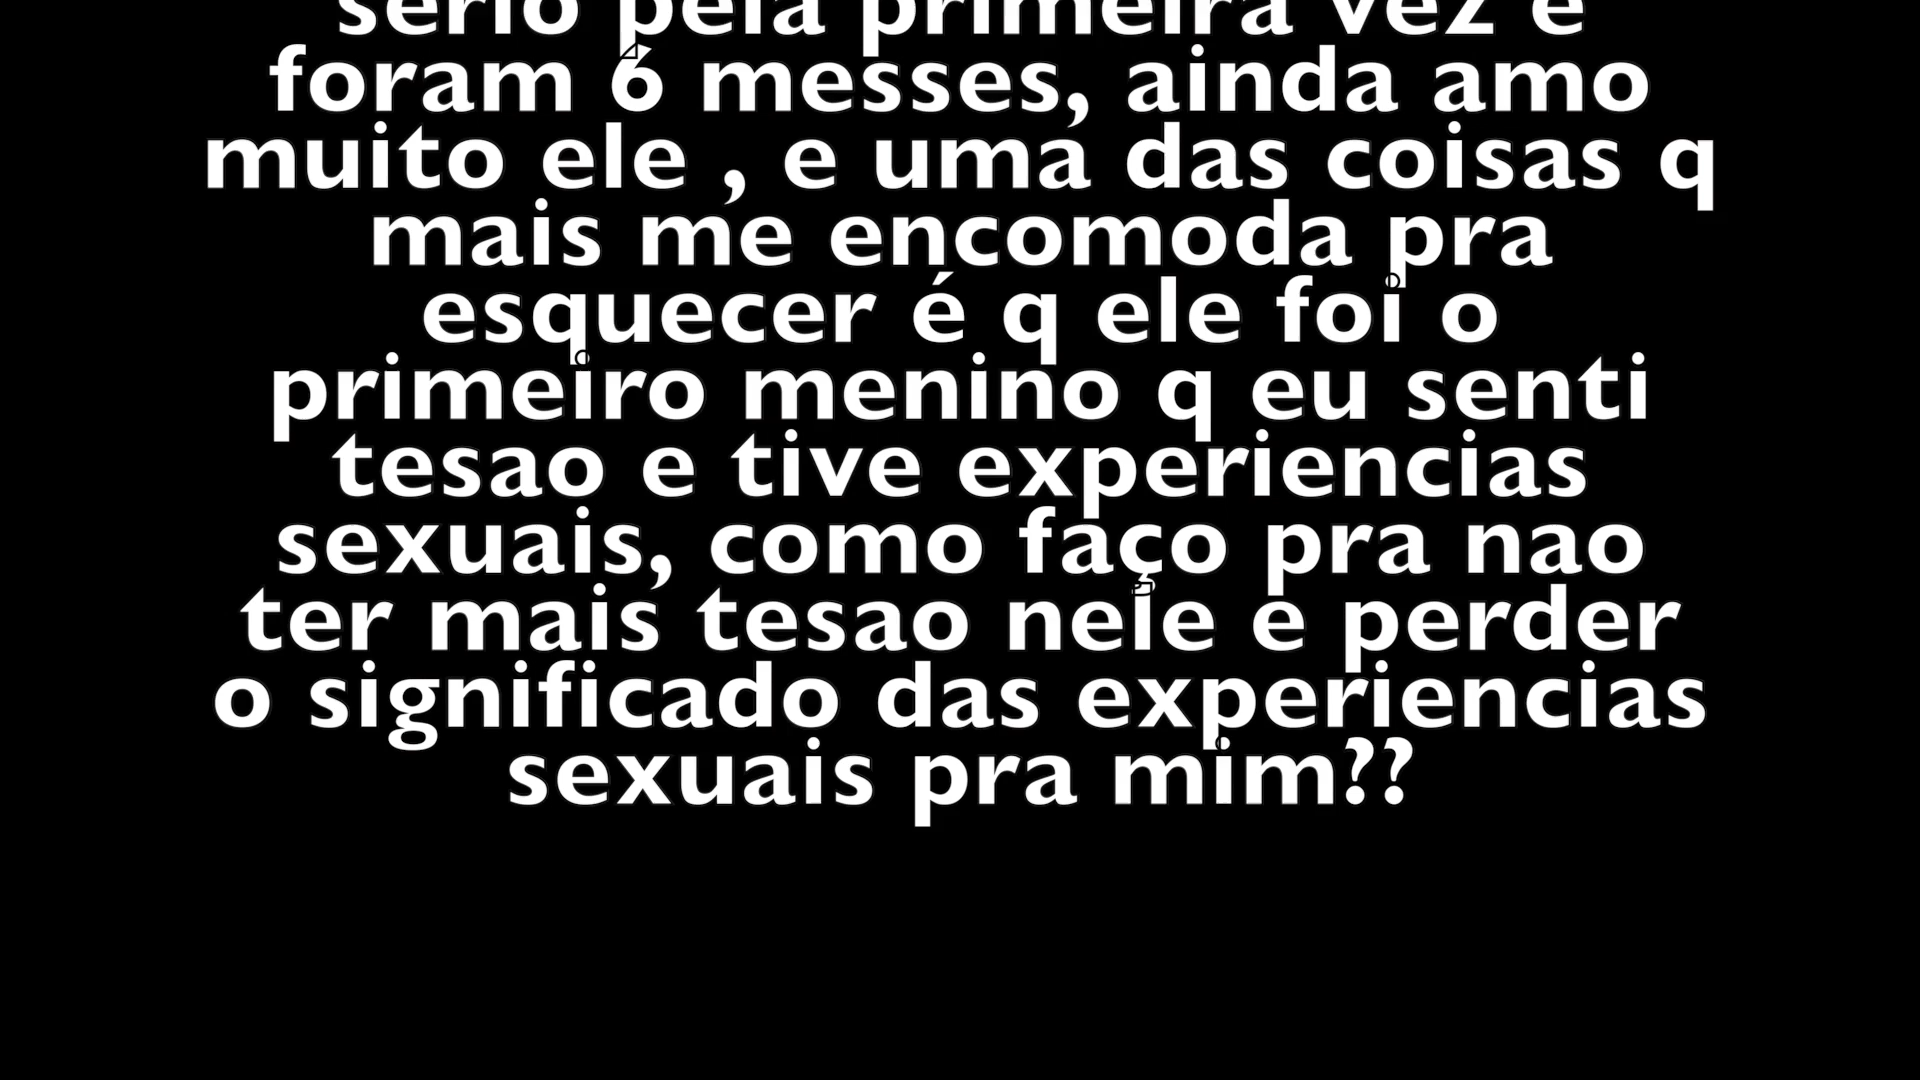 serio pela primeira vez e
foram 6 messes, ainda amo
muito ele , e uma das coisas q
mais me encomoda pra
esquecer é q ele foi o
primeiro menino q eu senti
tesao e tive experiencias
sexuais, como faço pra nao
ter mais tesao nele e perder
o significado das experiencias
sexuais pra mim??